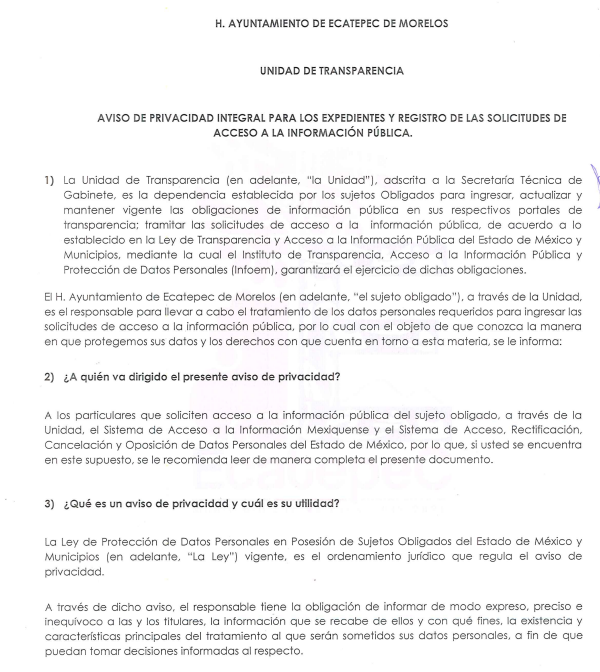 H. AYUNTAMIENTO DE ECATEPEC DE MORELOS
UNIDAD DE TRANSPARENCIA
AVISO DE PRIVACIDAD INTEGRAL PARA LOS EXPEDIENTES Y REGISTRO DE LAS SOLICITUDES DE
ACCESO A LA INFORMACIÓN PÚBLICA.
1) La Unidad de Transparencia (en adelante, “la Unidad”), adscrita a la Secretaría Técnica de
Gabinete, es la dependencia establecida por los sujetos Obligados para ingresar, actualizar y
mantener vigente las obligaciones de información pública en sus respectivos portales de
transparencia; tramitar las solicitudes de acceso a la información pública, de acuerdo a lo
establecido en la Ley de Transparencia y Acceso a la Información Pública del Estado de México y
Municipios, mediante la cual el Instituto de Transparencia, Acceso a la Información Pública y
Protección de Datos Personales (Infoem), garantizará el ejercicio de dichas obligaciones.
El H. Ayuntamiento de Ecatepec de Morelos (en adelante, “el sujeto obligado”), a través de la Unidad,
es el responsable para llevar a cabo el tratamiento de los datos personales requeridos para ingresar las
solicitudes de acceso a la información pública, por lo cual con el objeto de que conozca la manera
en que protegemos sus datos y los derechos con que cuenta en torno a esta materia, se le informa:
2) ¿A quién va dirigido el presente aviso de privacidad?
A los particulares que soliciten acceso a la información pública del sujeto obligado, a través de la
Unidad, el Sistema de Acceso a la Información Mexiquense y el Sistema de Acceso, Rectificación,
Cancelación y Oposición de Datos Personales del Estado de México, por lo que, si usted se encuentra
en este supuesto, se le recomienda leer de manera completa el presente documento.
Ecatepec
3) ¿Qué es un aviso de privacidad y cuál es su utilidad?
La Ley de Protección de Datos Personales en Posesión de Sujetos Obligados del Estado de México y
Municipios (en adelante, “La Ley”) vigente, es el ordenamiento jurídico que regula el aviso de
privacidad.
A través de dicho aviso, el responsable tiene la obligación de informar de modo expreso, preciso e
inequívoco a las y los titulares, la información que se recabe de ellos y con qué fines, la existencia y
características principales del tratamiento al que serán sometidos sus datos personales, a fin de que
puedan tomar decisiones informadas al respecto.